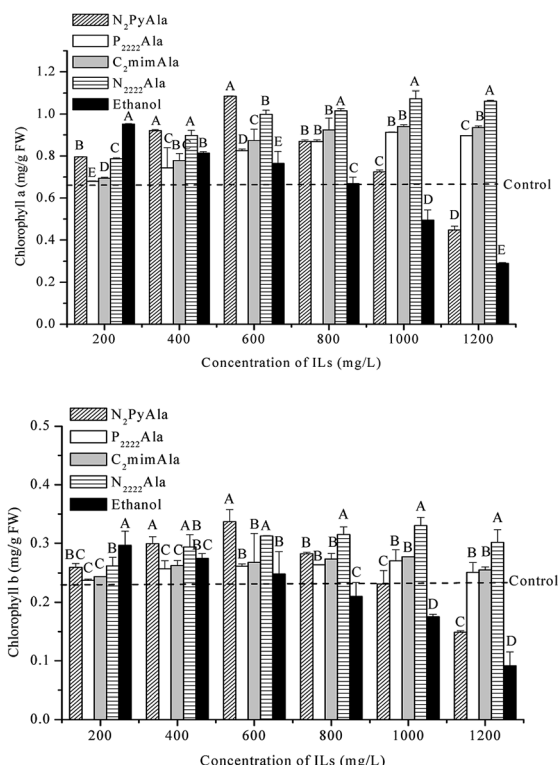 N₂PyAla
P₂₂₂₂Ala
C₂mimAla
N₂₂₂₂Ala
Ethanol
Chlorophyll a (mg/g FW)
1.2
1.0
0.8
0.6
0.4
0.2
0.0
B E D C A
A C BC A B
A D C B E
B B B A C
C B B A D
D B B A E
Control
200 400 600 800 1000 1200
Concentration of ILs (mg/L)
N₂PyAla
P₂₂₂₂Ala
C₂mimAla
N₂₂₂₂Ala
Ethanol
Chlorophyll b (mg/g FW)
0.5
0.4
0.3
0.2
0.1
0.0
BC C C B A
A C C AB BC
A B B A B
B B B A C
C B B A D
C B B A D
Control
200 400 600 800 1000 1200
Concentration of ILs (mg/L)